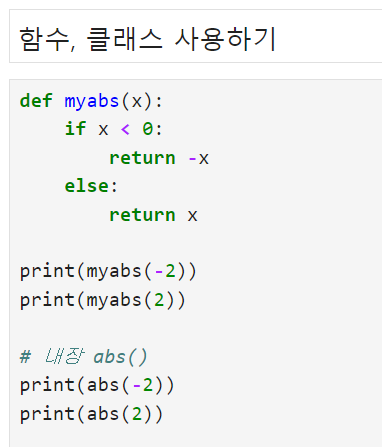 함수, 클래스 사용하기
def myabs(x):
    if x < 0:
        return -x
    else:
        return x
print(myabs(-2))
print(myabs(2))
# 내장 abs()
print(abs(-2))
print(abs(2))